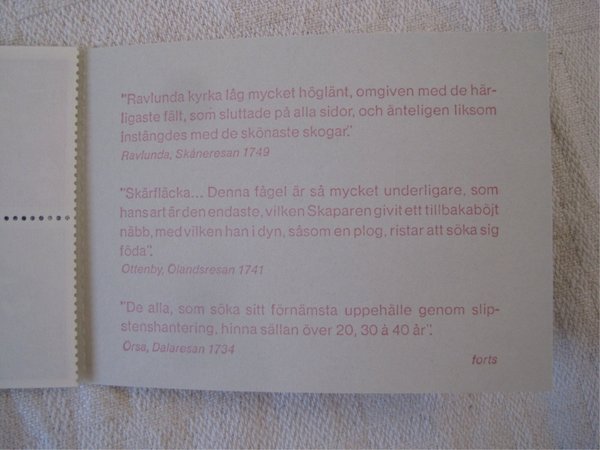 "Ravlunda kyrka låg mycket höglänt, omgiven med de här-
ligaste fält, som sluttade på alla sidor, och änteligen liksom
instängdes med de skönaste skogar."
Ravlunda, Skåneresan 1749
"Skärfläcka... Denna fågel är så mycket underligare, som
hans art är den endaste, vilken Skaparen givit ett tillbakaböjt
näbb, med vilken han i dyn, såsom en plog, ristar att söka sig
föda".
Ottenby, Ölandsresan 1741
"De alla, som söka sitt förnämsta uppehälle genom slip-
stenshantering, hinna sällan över 20, 30 à 40 år".
Orsa, Dalaresan 1734
forts